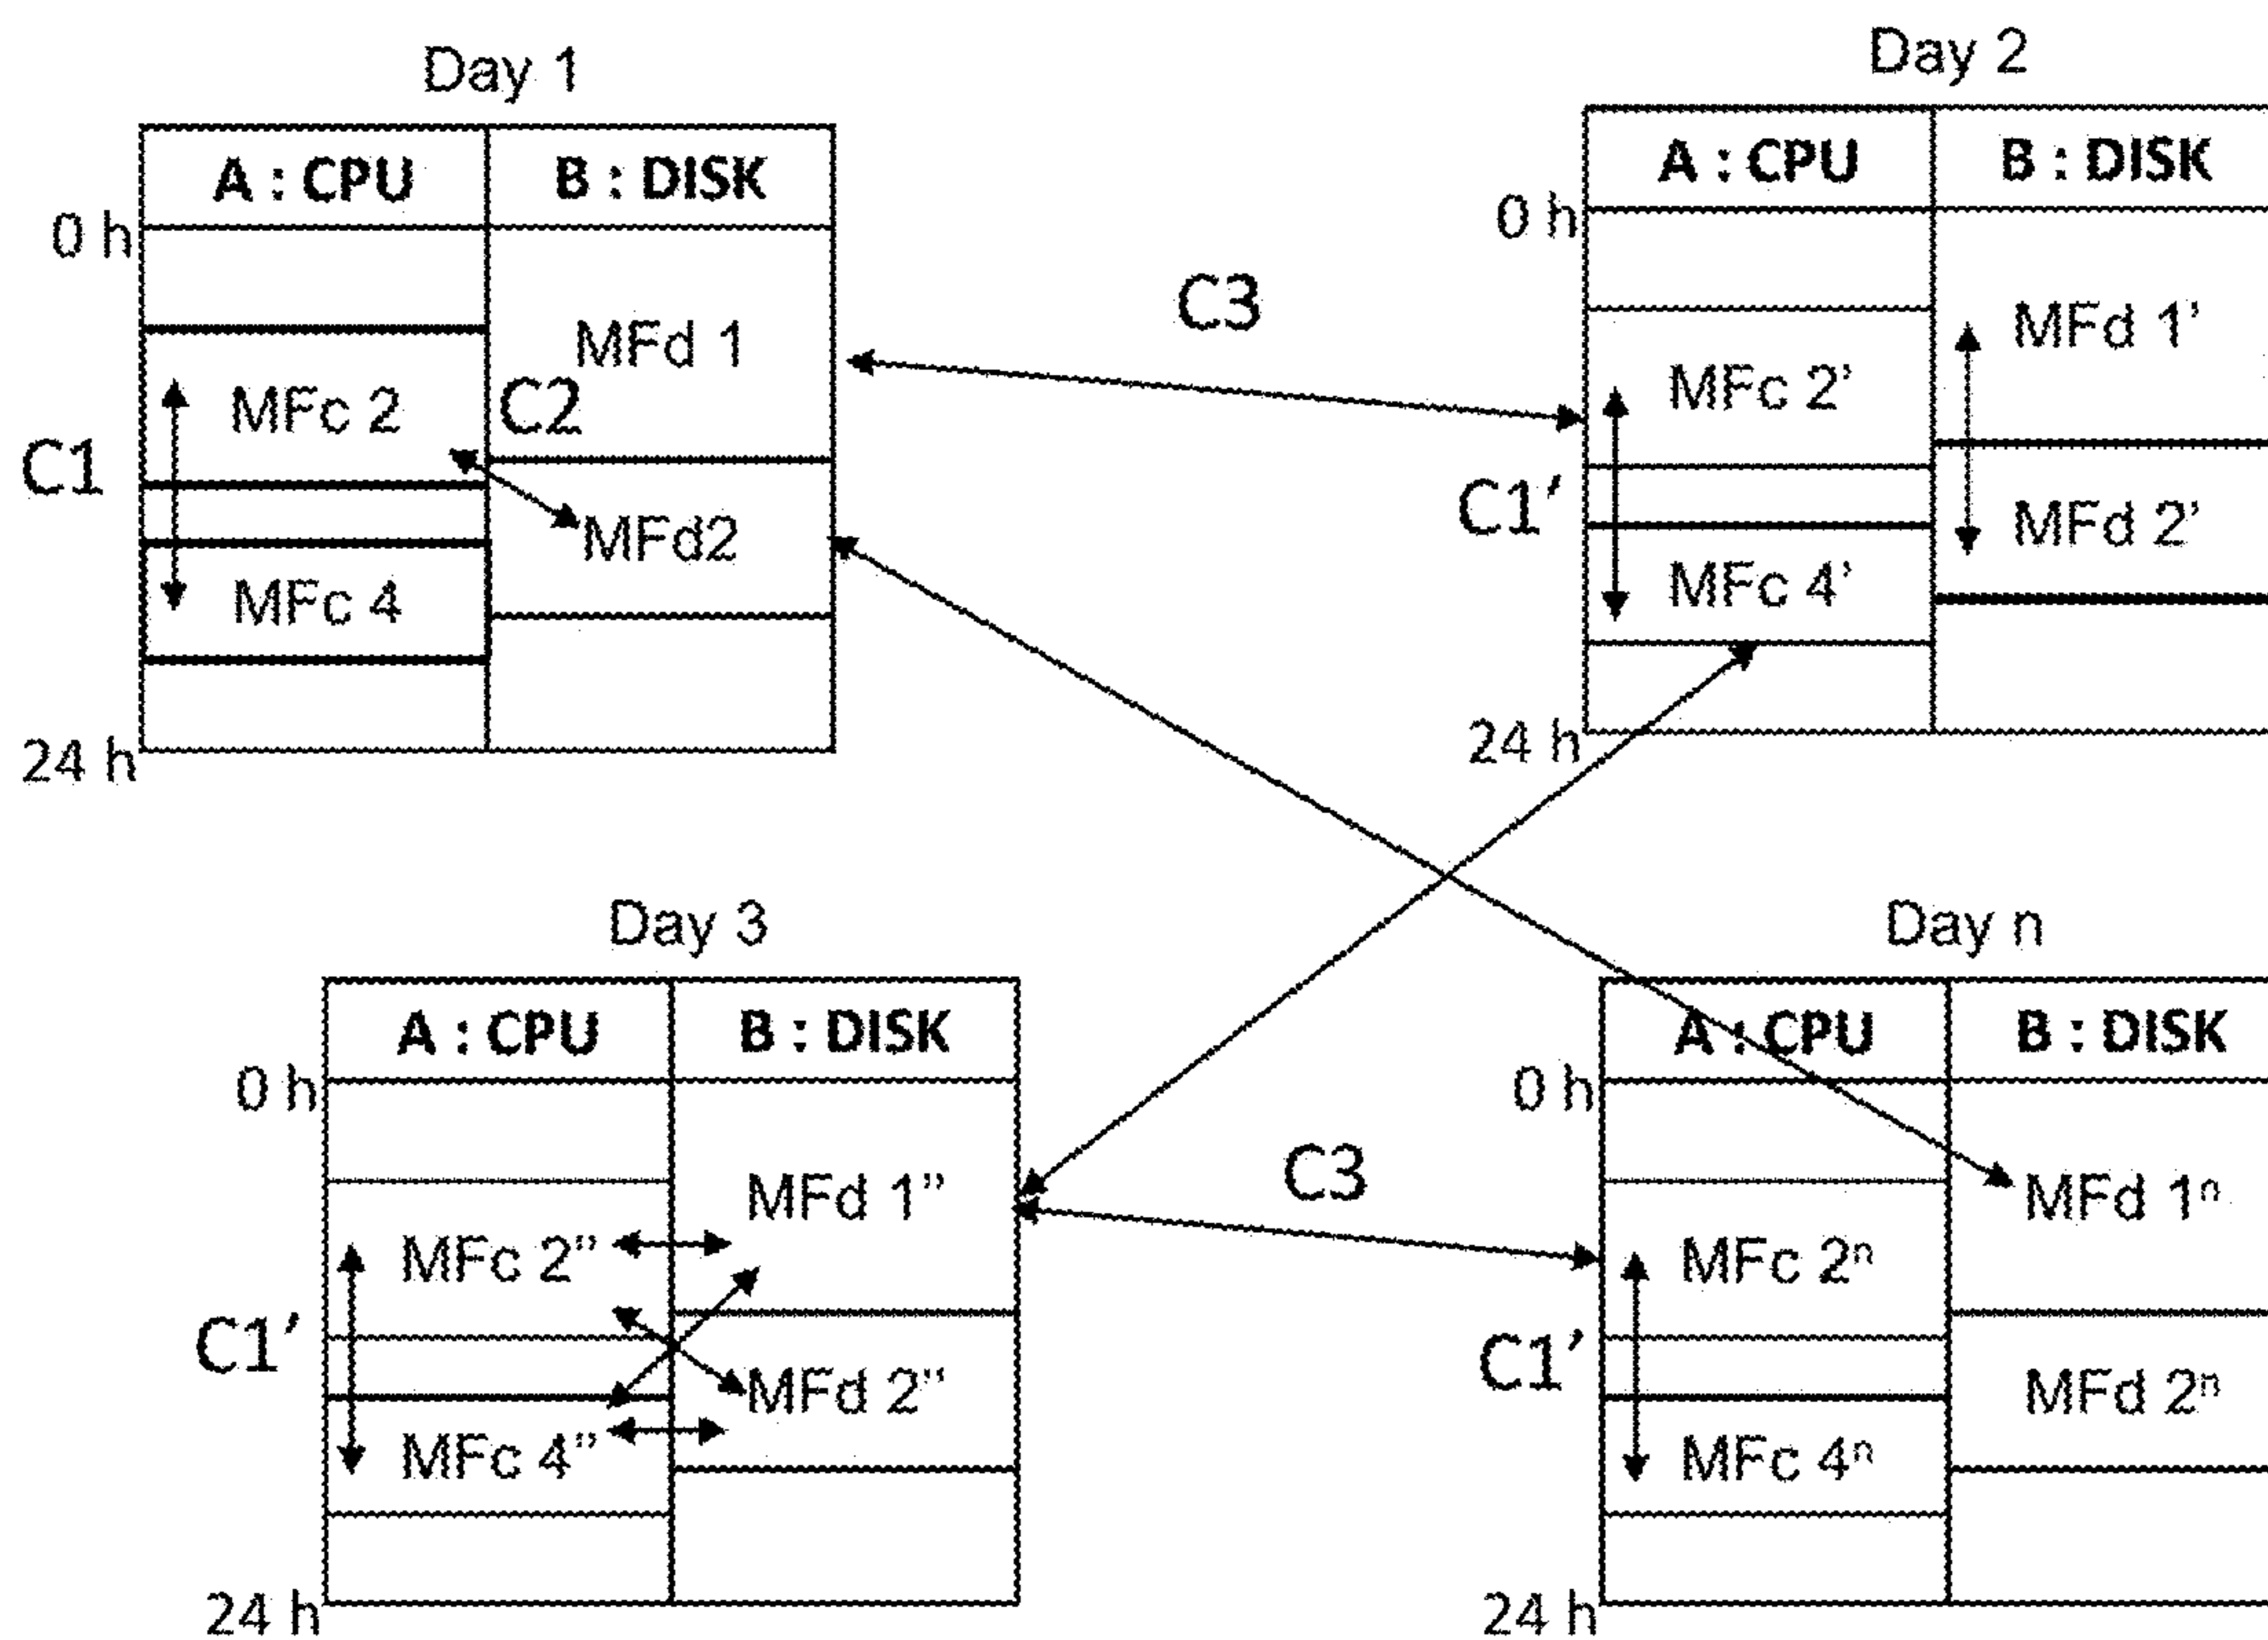 Day 1
A : CPU
B : DISK
0 h
MFd 1
MFc 2
C2
C1
MFd2
MFc 4
24 h
C3
Day 2
A : CPU
B : DISK
0 h
MFd 1’
MFc 2’
C1’
MFd 2’
MFc 4’
24 h
Day 3
A : CPU
B : DISK
0 h
MFd 1”
MFc 2”
C1’
MFd 2”
MFc 4”
24 h
C3
Day n
A : CPU
B : DISK
0 h
MFd 1ⁿ
MFc 2ⁿ
C1’
MFd 2ⁿ
MFc 4ⁿ
24 h